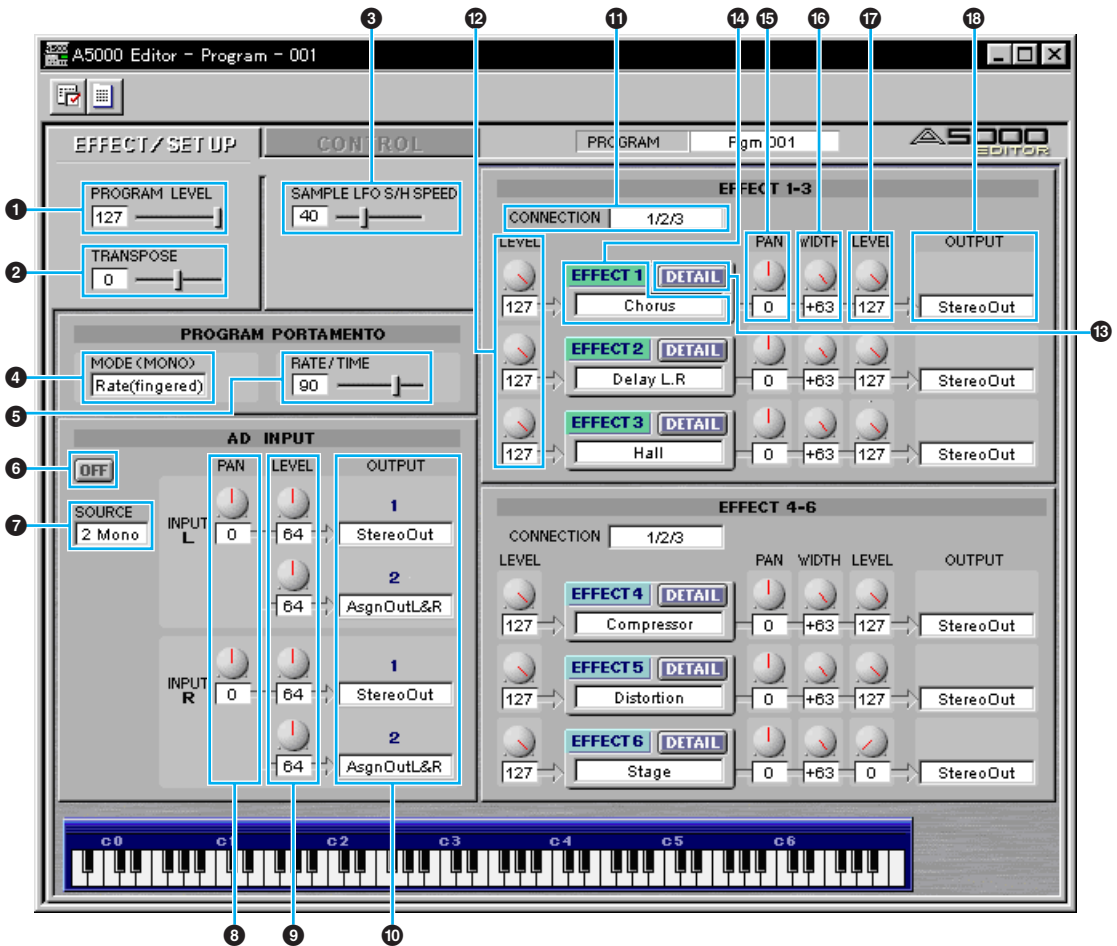 3 12 11 14 15 16 17 18
A5000 Editor - Program - 001
EFFECT/SETUP CONTROL PROGRAM Pgm 001 A5000 EDITOR
1 PROGRAM LEVEL
127
SAMPLE LFO S/H SPEED
40
2 TRANSPOSE
0
PROGRAM PORTAMENTO
4 MODE (MONO)
Rate(fingered)
5 RATE/TIME
90
AD INPUT
6 OFF
PAN LEVEL OUTPUT
7 SOURCE
2 Mono
INPUT L 0 64 1 StereoOut
64 2 AsgnOutL&R
INPUT R 0 64 1 StereoOut
64 2 AsgnOutL&R
EFFECT 1-3
CONNECTION 1/2/3
LEVEL PAN WIDTH LEVEL OUTPUT
EFFECT 1 DETAIL
127 Chorus 0 +63 127 StereoOut
13
EFFECT 2 DETAIL
127 Delay L.R 0 +63 127 StereoOut
EFFECT 3 DETAIL
127 Hall 0 +63 127 StereoOut
EFFECT 4-6
CONNECTION 1/2/3
LEVEL PAN WIDTH LEVEL OUTPUT
EFFECT 4 DETAIL
127 Compressor 0 +63 127 StereoOut
EFFECT 5 DETAIL
127 Distortion 0 +63 127 StereoOut
EFFECT 6 DETAIL
127 Stage 0 +63 0 StereoOut
C0 C1 C2 C3 C4 C5 C6
8 9 10